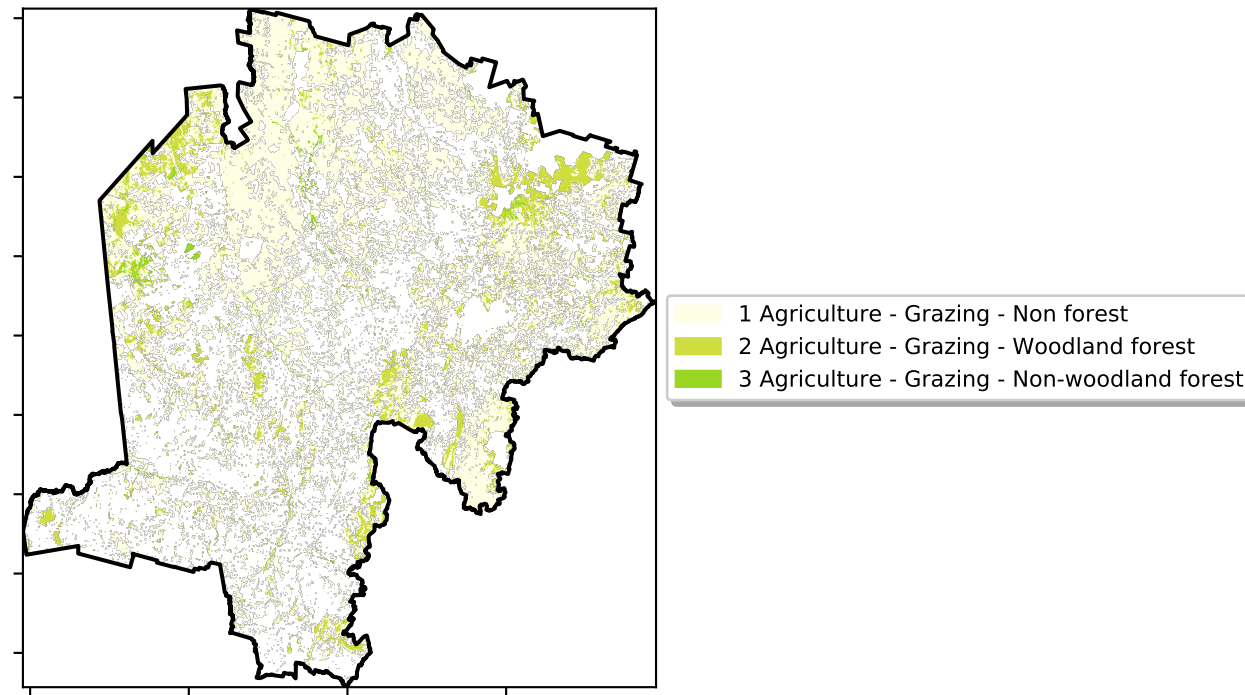 1 Agriculture - Grazing - Non forest
2 Agriculture - Grazing - Woodland forest
3 Agriculture - Grazing - Non-woodland forest